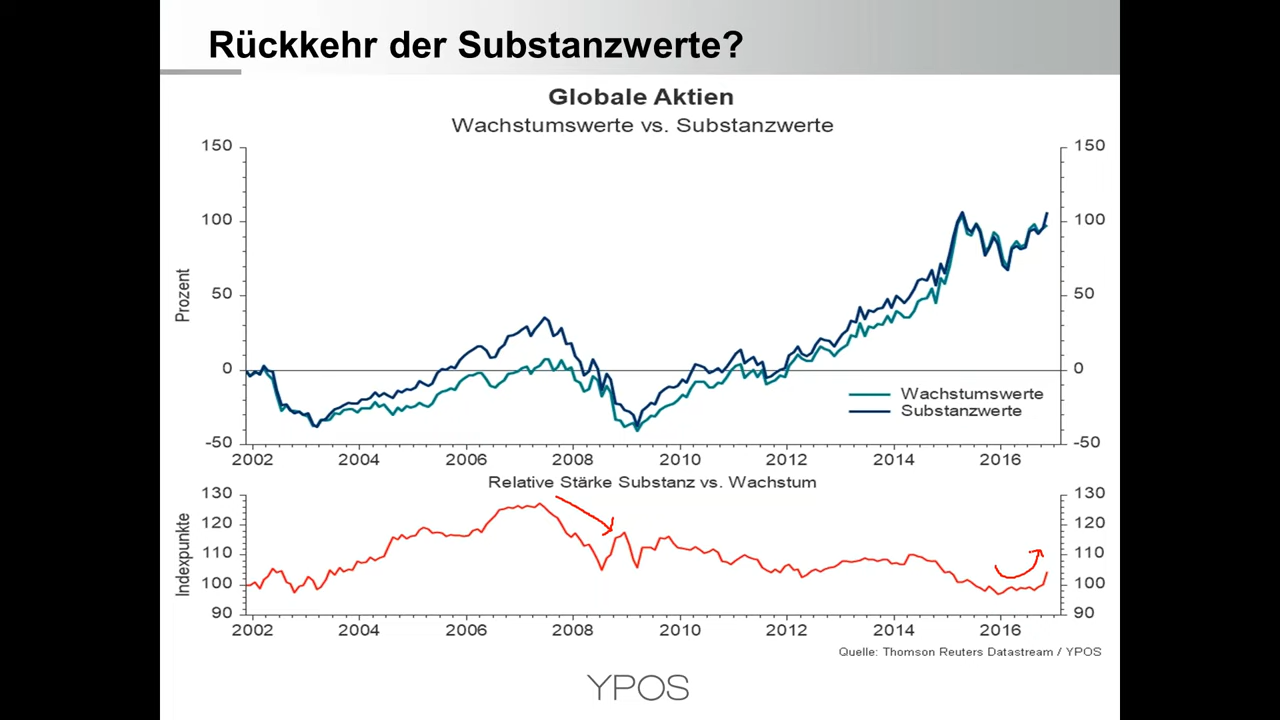 Rückkehr der Substanzwerte?
Globale Aktien
Wachstumswerte vs. Substanzwerte
150
150
100
100
Prozent
50
50
0
0
Wachstumswerte
Substanzwerte
-50
-50
2002 2004 2006 2008 2010 2012 2014 2016
Relative Stärke Substanz vs. Wachstum
130
130
120
120
Indexpunkte
110
110
100
100
90
90
2002 2004 2006 2008 2010 2012 2014 2016
Quelle: Thomson Reuters Datastream / YPOS
YPOS